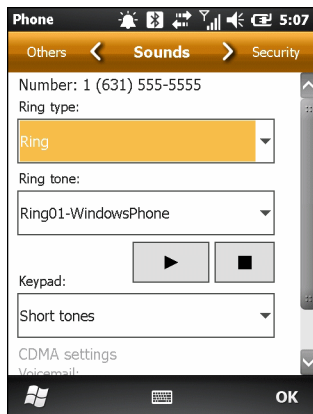 Phone 5:07
Others Sounds Security
Number: 1 (631) 555-5555
Ring type:
Ring
Ring tone:
Ring01-WindowsPhone
Keypad:
Short tones
CDMA settings
Voicemail:
OK